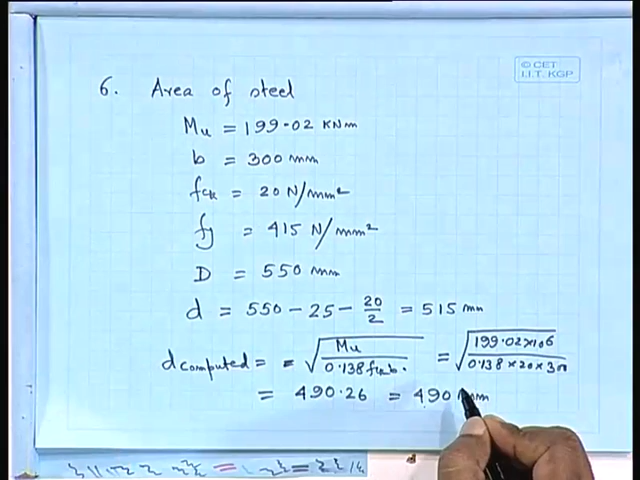 © CET
I.I.T. KGP
6. Area of steel
Mu = 199.02 KNm
b = 300 mm
fck = 20 N/mm²
fy = 415 N/mm²
D = 550 mm
d = 550 - 25 - 20/2 = 515 mm
dcomputed = = √(Mu / 0.138 fck b.) = √(199.02×10⁶ / 0.138×20×300)
= 490.26 = 490 mm